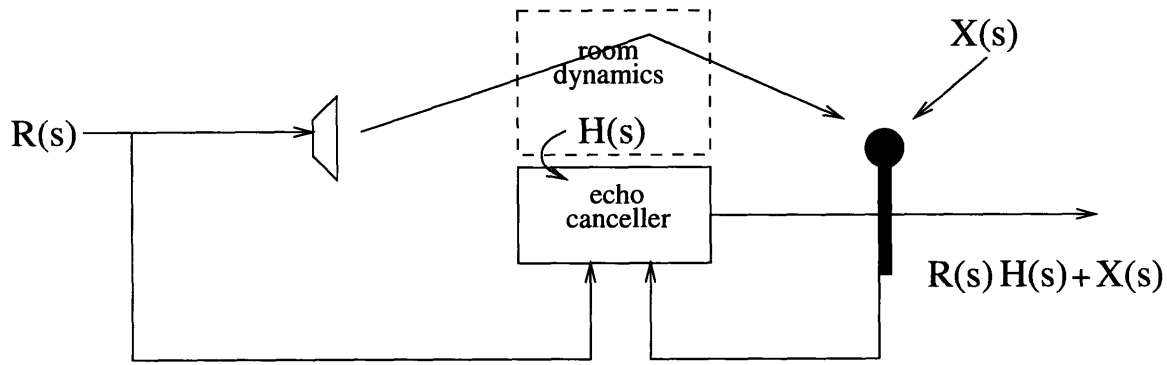 X(s)
room
dynamics
R(s)
H(s)
echo
canceller
R(s) H(s)+X(s)